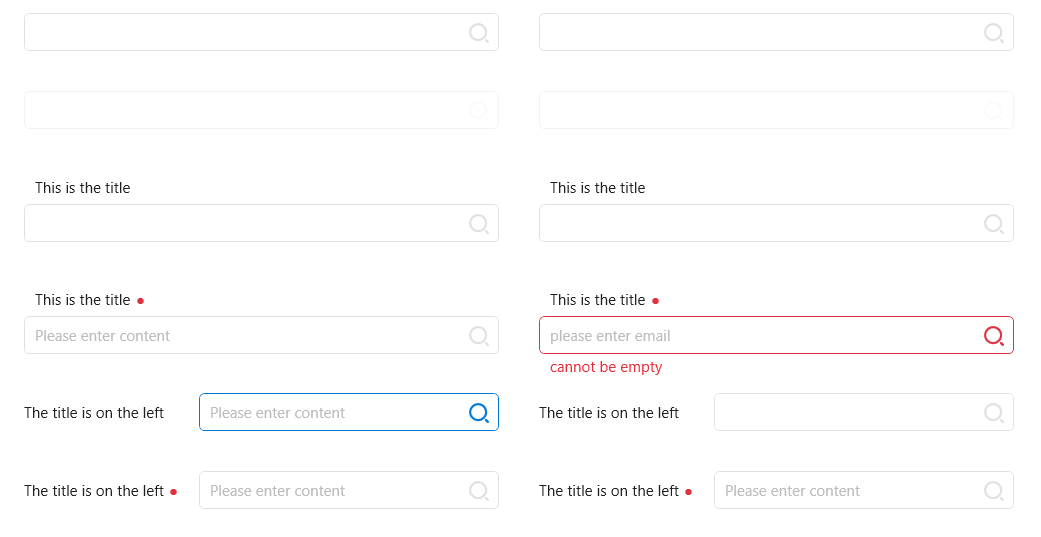 This is the title
This is the title
This is the title
This is the title
Please enter content
please enter email
cannot be empty
The title is on the left
Please enter content
The title is on the left
The title is on the left
Please enter content
The title is on the left
Please enter content